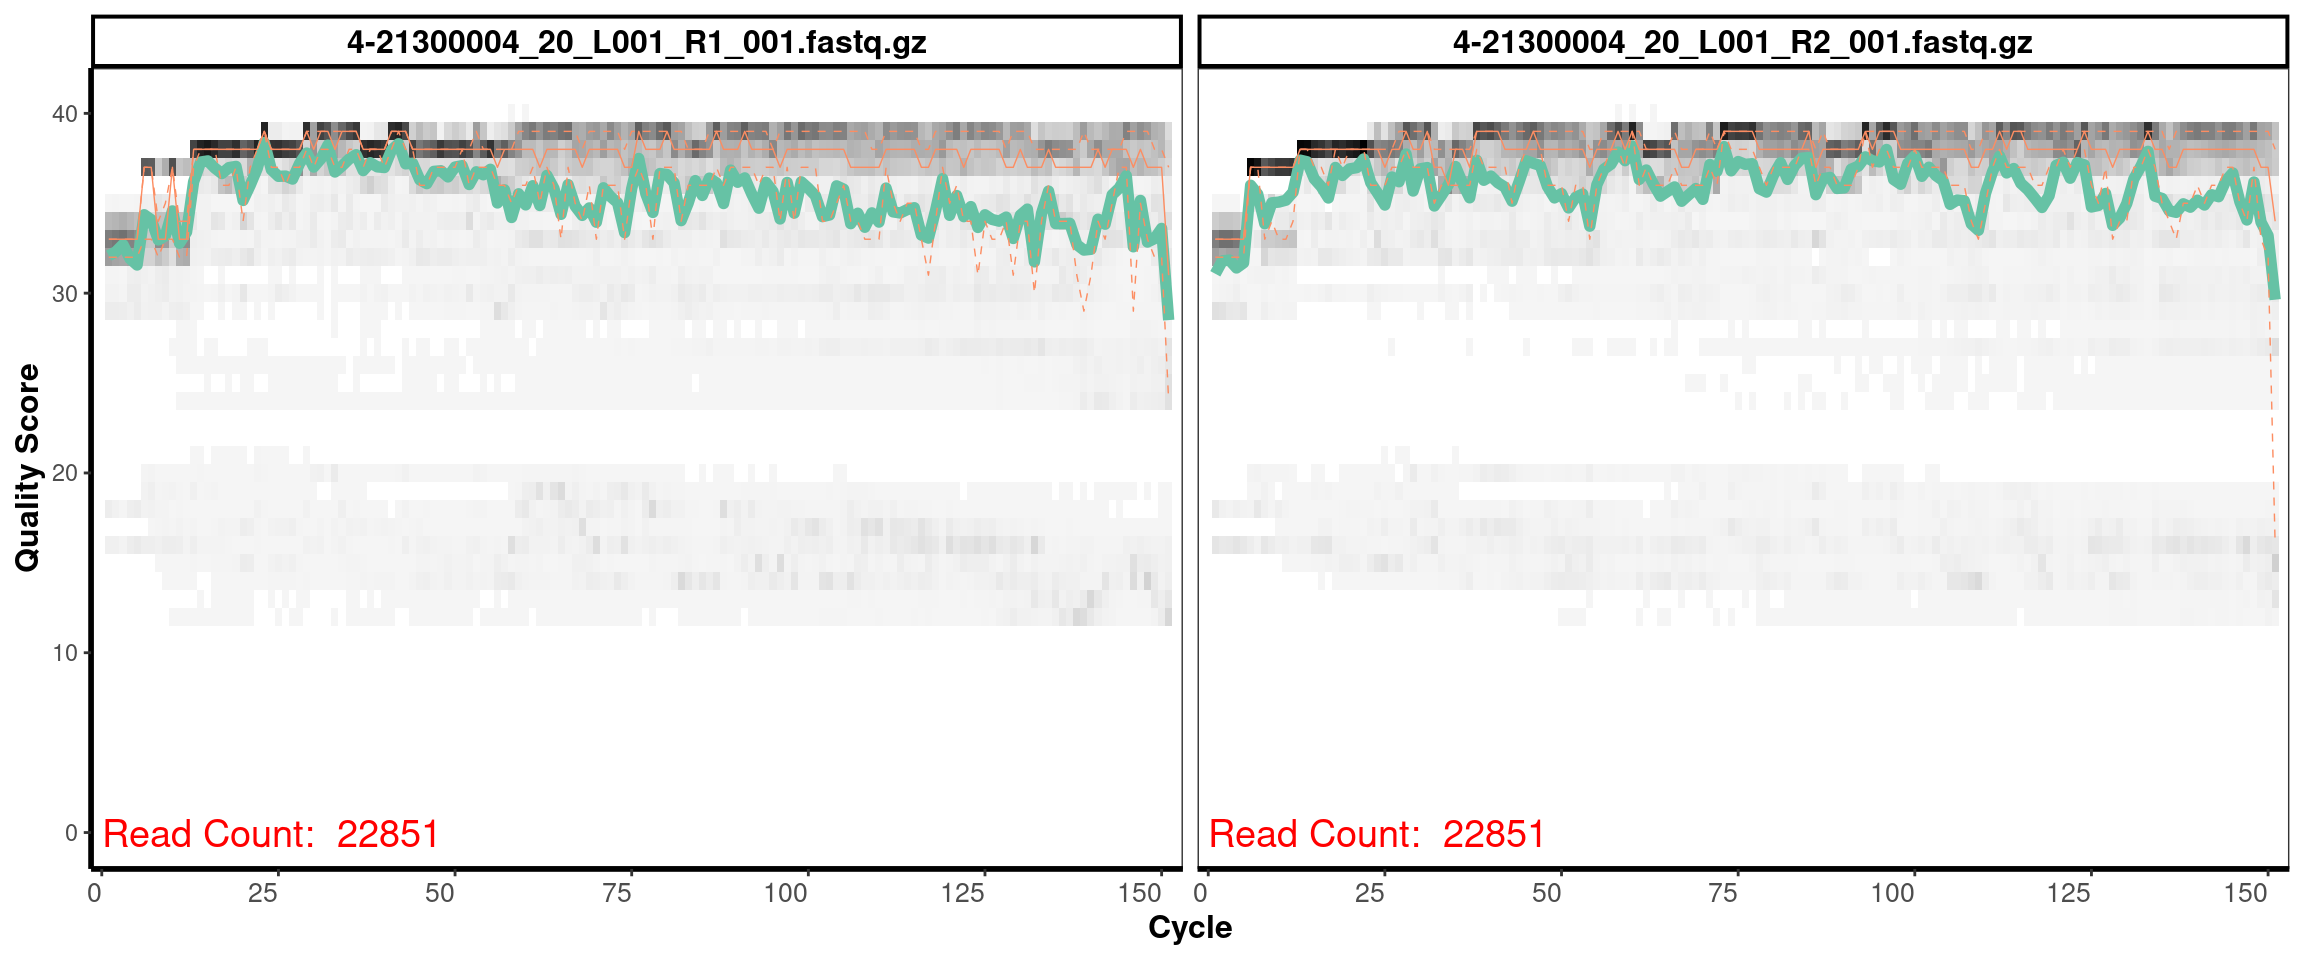 4-21300004_20_L001_R1_001.fastq.gz
4-21300004_20_L001_R2_001.fastq.gz
Quality Score
40
30
20
10
0
Read Count:  22851
Read Count:  22851
0 25 50 75 100 125 150
0 25 50 75 100 125 150
Cycle